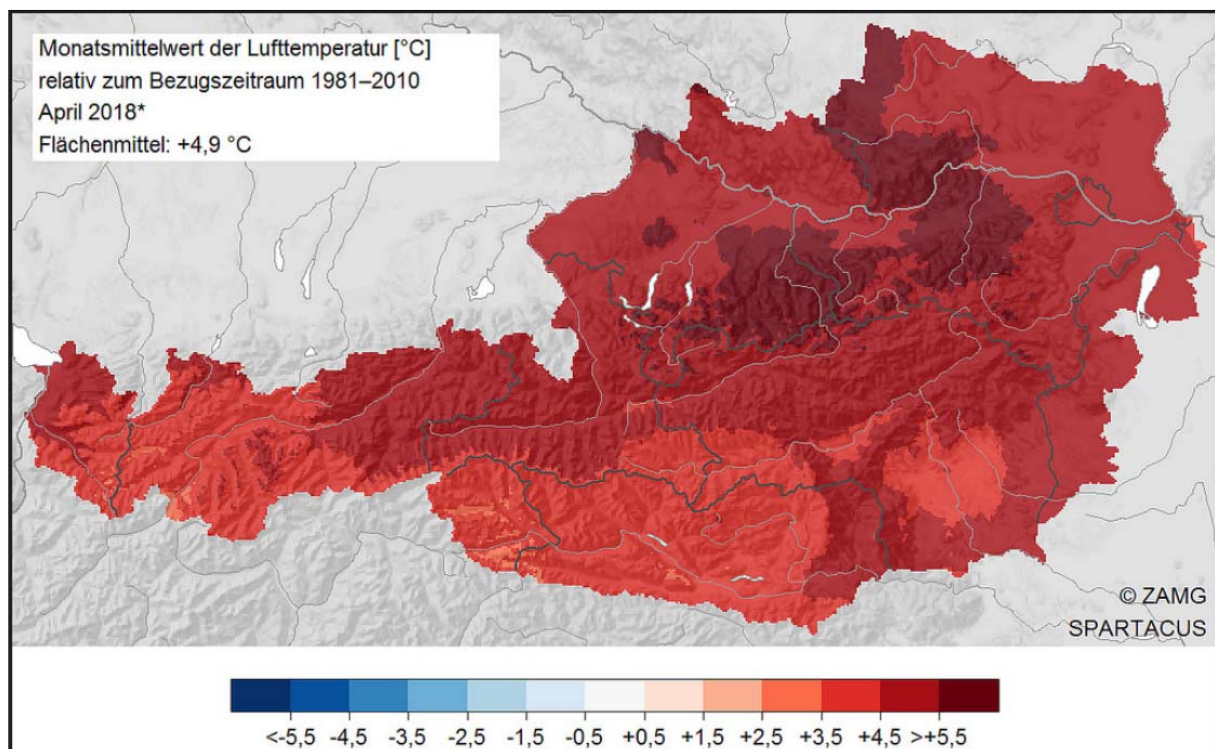 Monatsmittelwert der Lufttemperatur [°C]
relativ zum Bezugszeitraum 1981–2010
April 2018*
Flächenmittel: +4,9 °C
© ZAMG
SPARTACUS
<-5,5 -4,5 -3,5 -2,5 -1,5 -0,5 +0,5 +1,5 +2,5 +3,5 +4,5 >+5,5